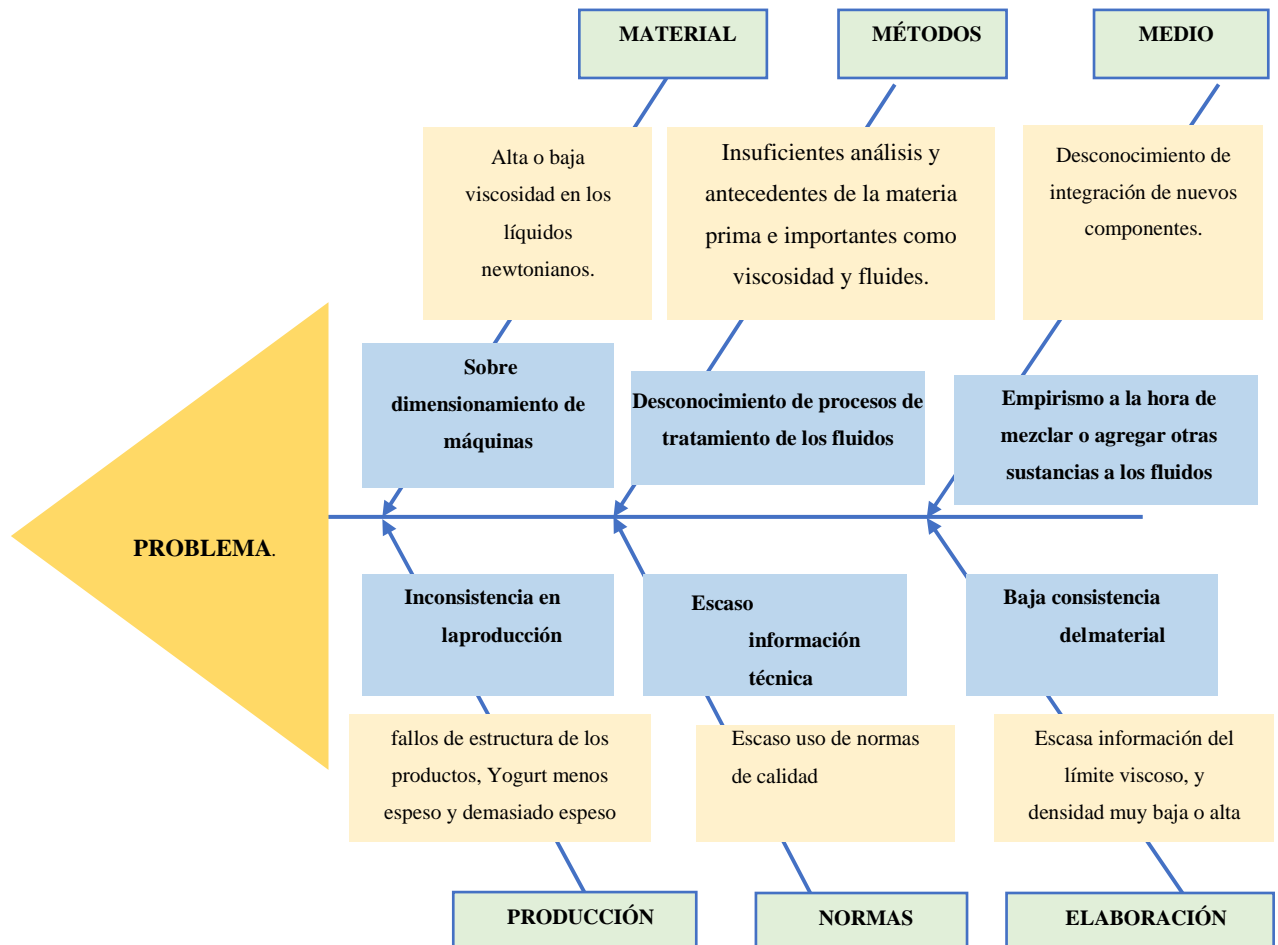 MATERIAL
MÉTODOS
MEDIO
Alta o baja
viscosidad en los
líquidos
newtonianos.
Insuficientes análisis y
antecedentes de la materia
prima e importantes como
viscosidad y fluides.
Desconocimiento de
integración de nuevos
componentes.
Sobre
dimensionamiento de
máquinas
Desconocimiento de procesos de
tratamiento de los fluidos
Empirismo a la hora de
mezclar o agregar otras
sustancias a los fluidos
PROBLEMA.
Inconsistencia en
laproducción
Escaso
información
técnica
Baja consistencia
delmaterial
fallos de estructura de los
productos, Yogurt menos
espeso y demasiado espeso
Escaso uso de normas
de calidad
Escasa información del
límite viscoso, y
densidad muy baja o alta
PRODUCCIÓN
NORMAS
ELABORACIÓN